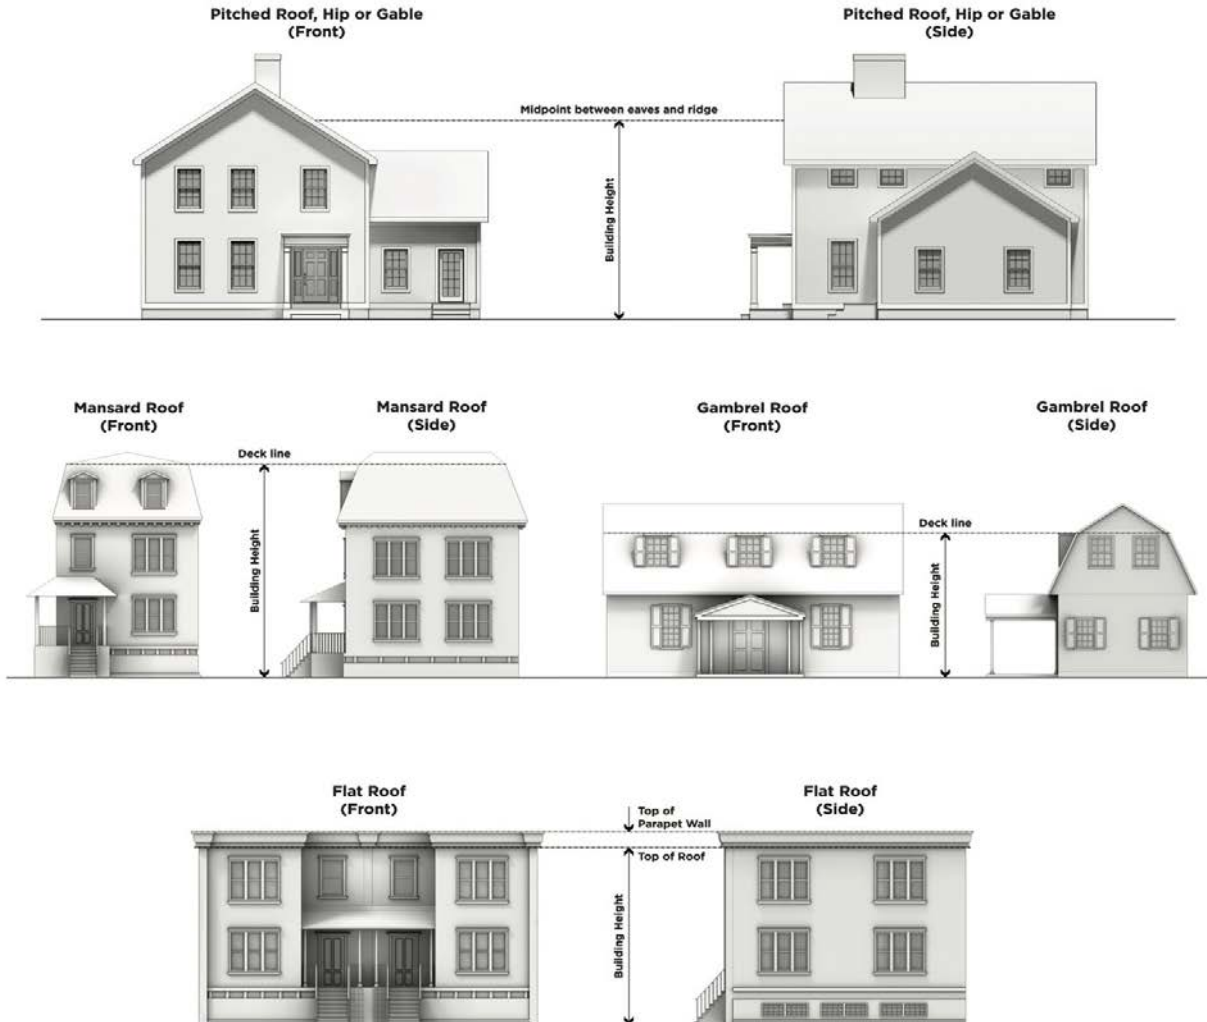 Pitched Roof, Hip or Gable
(Front)
Pitched Roof, Hip or Gable
(Side)
Midpoint between eaves and ridge
Building Height
Mansard Roof
(Front)
Mansard Roof
(Side)
Gambrel Roof
(Front)
Gambrel Roof
(Side)
Deck line
Building Height
Deck line
Building Height
Flat Roof
(Front)
Flat Roof
(Side)
Top of
Parapet Wall
Top of Roof
Building Height